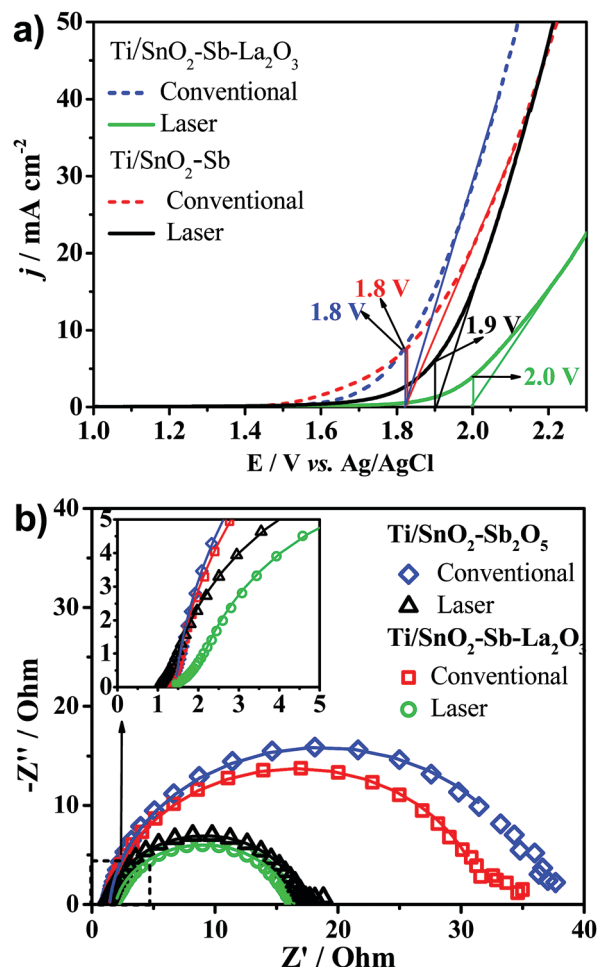 a)
Ti/SnO₂-Sb-La₂O₃
Conventional
Laser
Ti/SnO₂-Sb
Conventional
Laser
j / mA cm⁻²
50
40
30
20
10
0
1.8 V
1.8 V
1.9 V
2.0 V
1.0 1.2 1.4 1.6 1.8 2.0 2.2
E / V vs. Ag/AgCl
b)
-Z'' / Ohm
40
30
20
10
0
5
4
3
2
1
0
0 1 2 3 4 5
Ti/SnO₂-Sb₂O₅
Conventional
Laser
Ti/SnO₂-Sb-La₂O₃
Conventional
Laser
0 10 20 30 40
Z' / Ohm